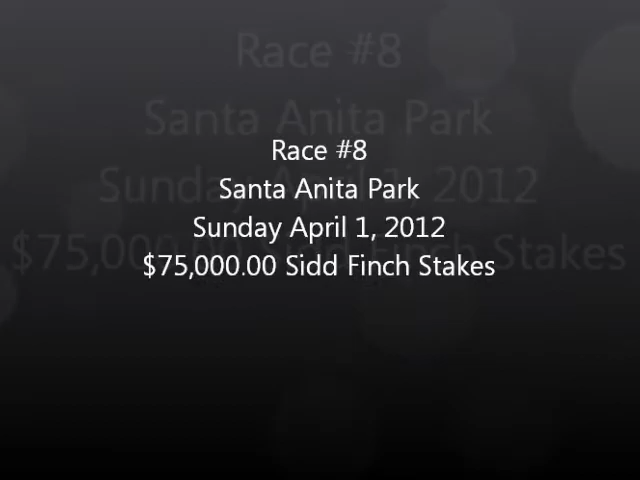 Race #8
Santa Anita Park
Sunday April 1, 2012
$75,000.00 Sidd Finch Stakes